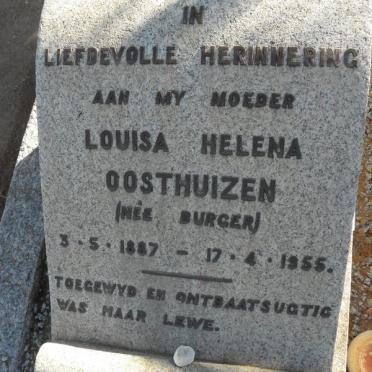 IN
LIEFDEVOLLE HERINNERING
AAN MY MOEDER
LOUISA HELENA
OOSTHUIZEN
(NÉE BURGER)
3·5·1887 – 17·4·1955.
TOEGEWYD EN ONTBAATSUGTIG
WAS HAAR LEWE.